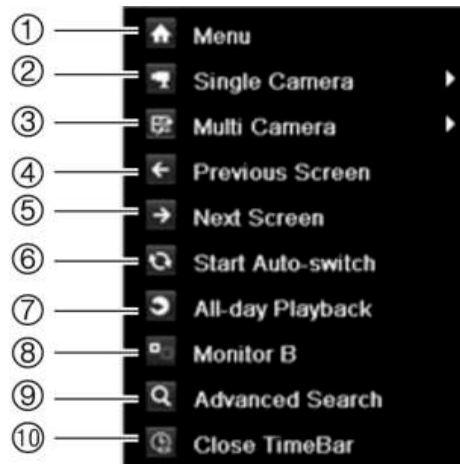 ① Menu
② Single Camera
③ Multi Camera
④ Previous Screen
⑤ Next Screen
⑥ Start Auto-switch
⑦ All-day Playback
⑧ Monitor B
⑨ Advanced Search
⑩ Close TimeBar